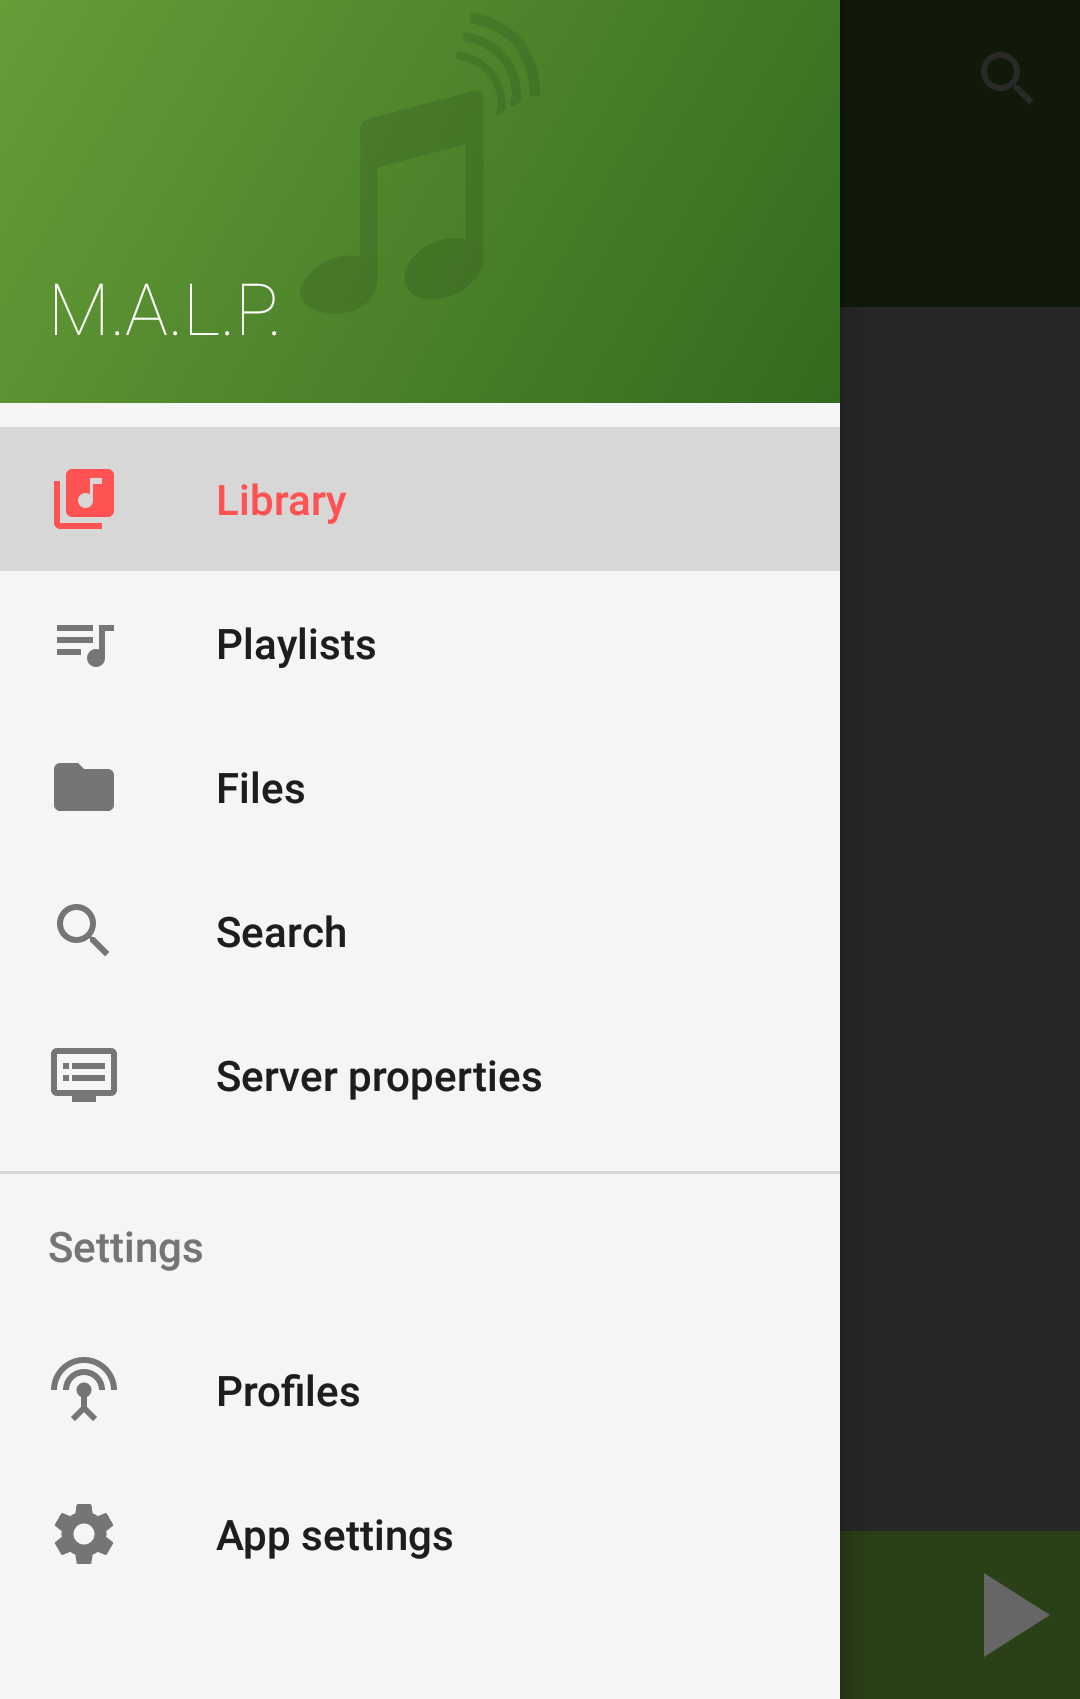 M.A.L.P.
Library
Playlists
Files
Search
Server properties
Settings
Profiles
App settings